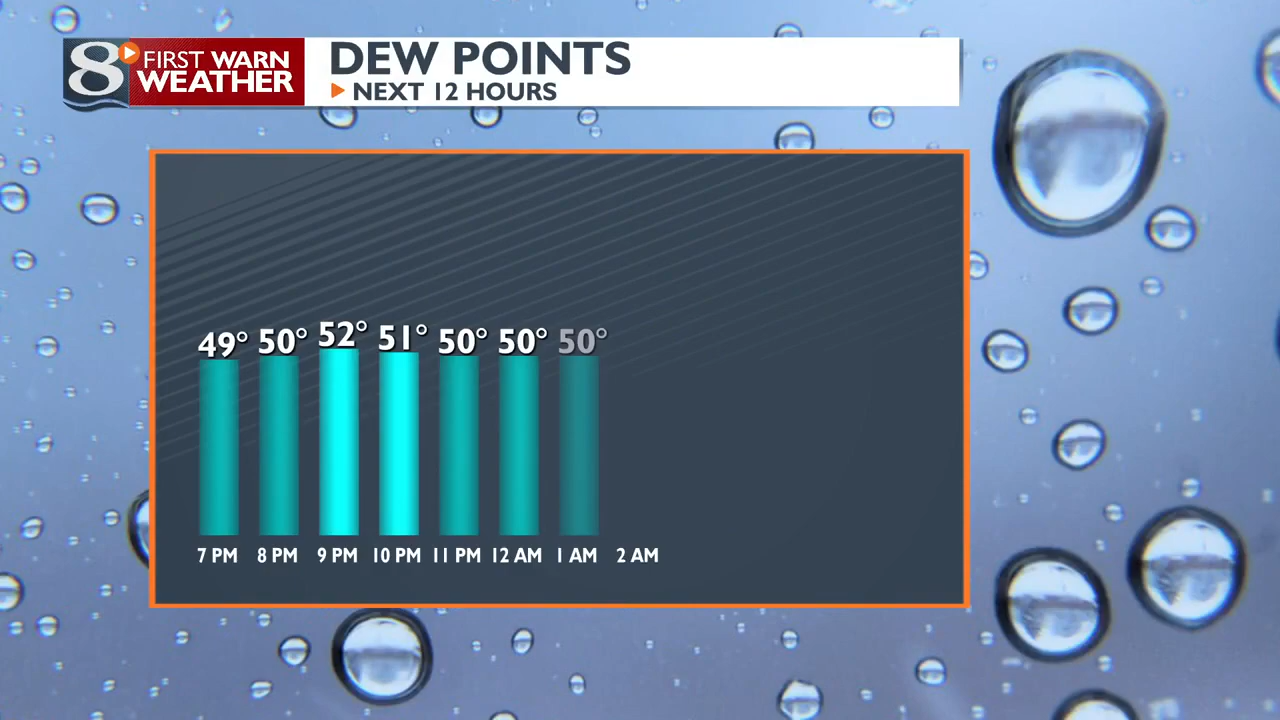 8
FIRST WARN
WEATHER
DEW POINTS
NEXT 12 HOURS
49° 50° 52° 51° 50° 50° 50°
7 PM 8 PM 9 PM 10 PM 11 PM 12 AM 1 AM 2 AM